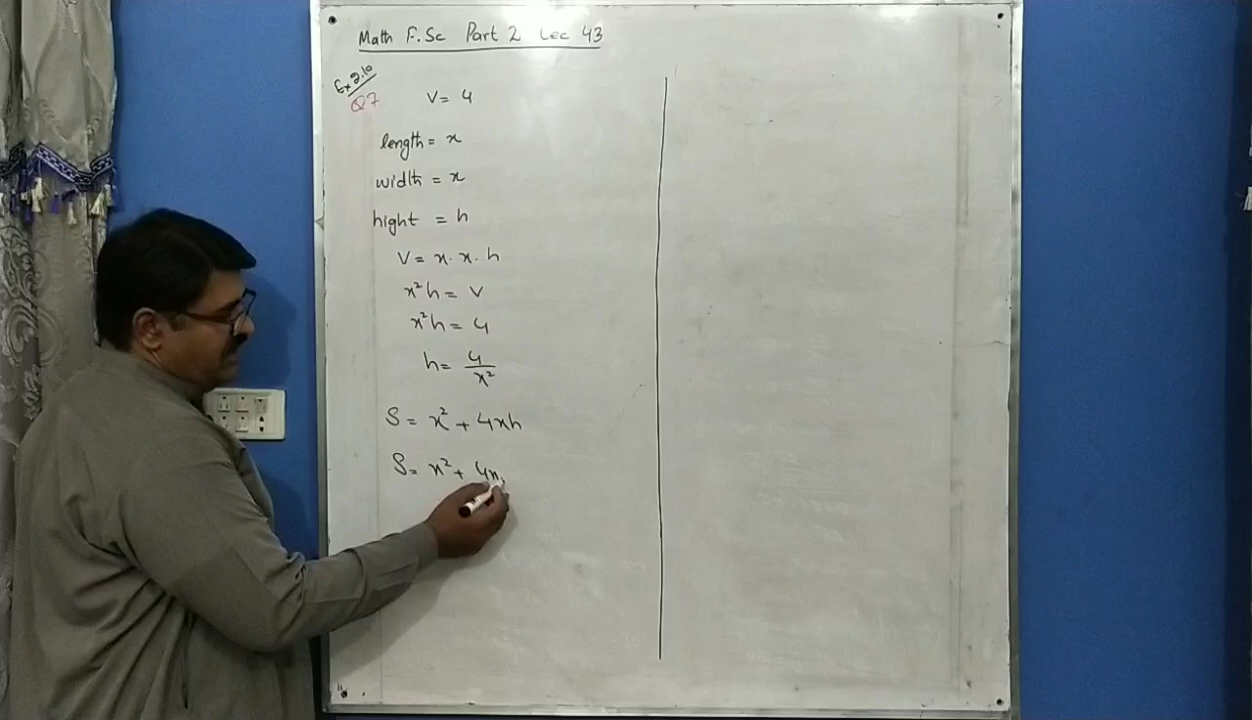 Math F.Sc Part 2 Lec 43
Ex 2.10
Q7 V= 4
length= x
width = x
hight = h
V= x. x. h
x²h = V
x²h = 4
h= 4/x²
S= x² + 4xh
S= x² + 4x.